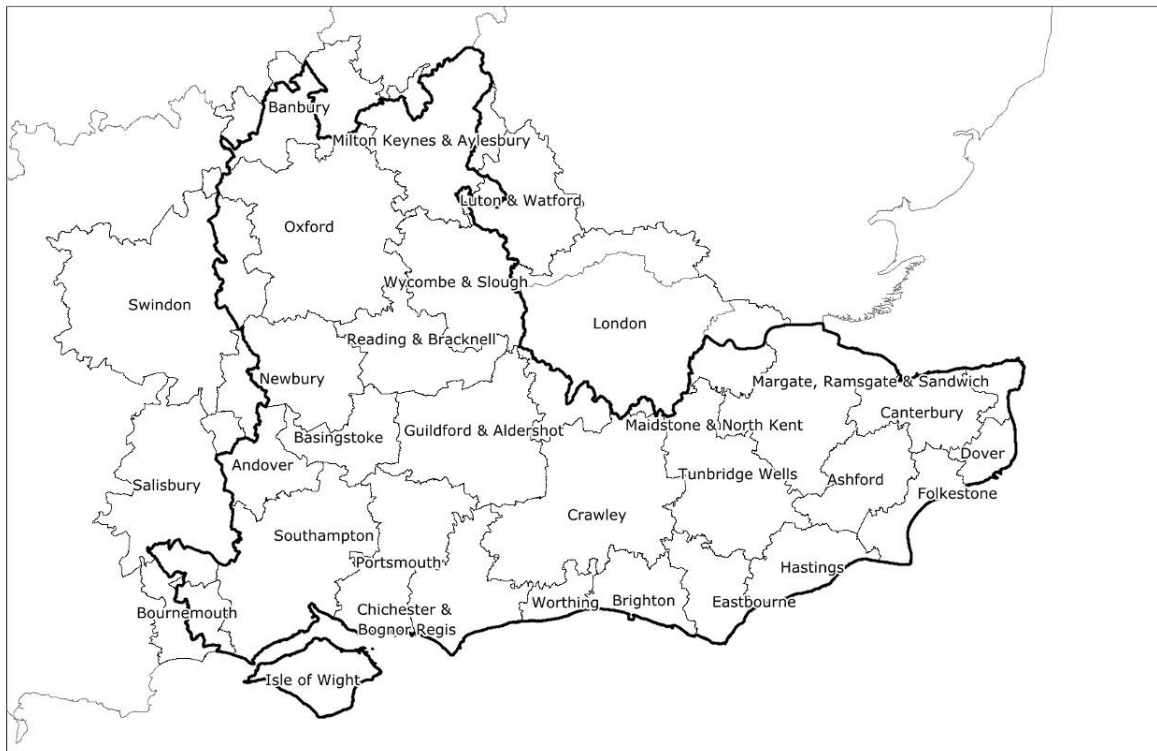 Banbury
Milton Keynes & Aylesbury
Luton & Watford
Oxford
Wycombe & Slough
Swindon
London
Reading & Bracknell
Newbury
Margate, Ramsgate & Sandwich
Canterbury
Maidstone & North Kent
Guildford & Aldershot
Basingstoke
Dover
Andover
Tunbridge Wells
Ashford
Salisbury
Folkestone
Crawley
Southampton
Portsmouth
Hastings
Worthing
Brighton
Eastbourne
Bournemouth
Chichester &
Bognor Regis
Isle of Wight